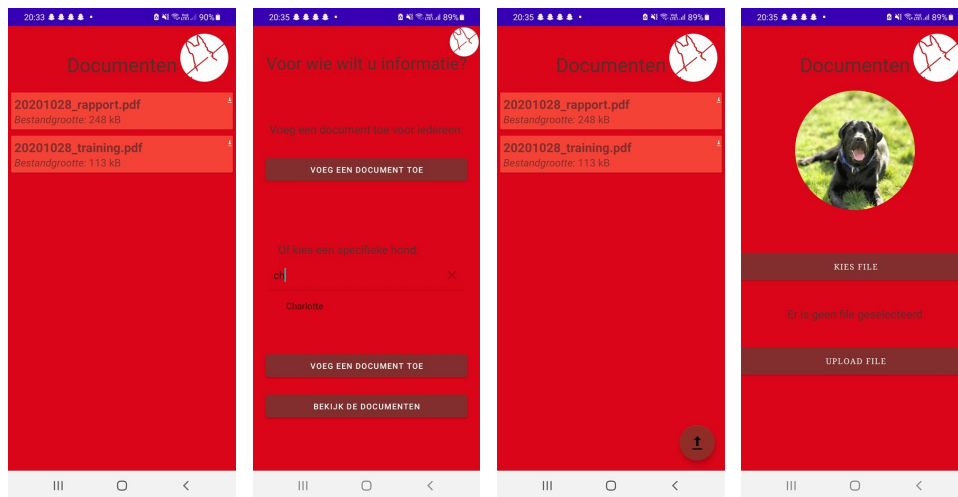 20:33
90%
Documenten
20201028_rapport.pdf
Bestandgrootte: 248 kB
20201028_training.pdf
Bestandgrootte: 113 kB
20:35
89%
Voor wie wilt u informatie?
Voeg een document toe voor iedereen:
VOEG EEN DOCUMENT TOE
Of kies een specifieke hond:
ch
Charlotte
VOEG EEN DOCUMENT TOE
BEKIJK DE DOCUMENTEN
20:35
89%
Documenten
20201028_rapport.pdf
Bestandgrootte: 248 kB
20201028_training.pdf
Bestandgrootte: 113 kB
20:35
89%
Documenten
KIES FILE
Er is geen file geselecteerd
UPLOAD FILE